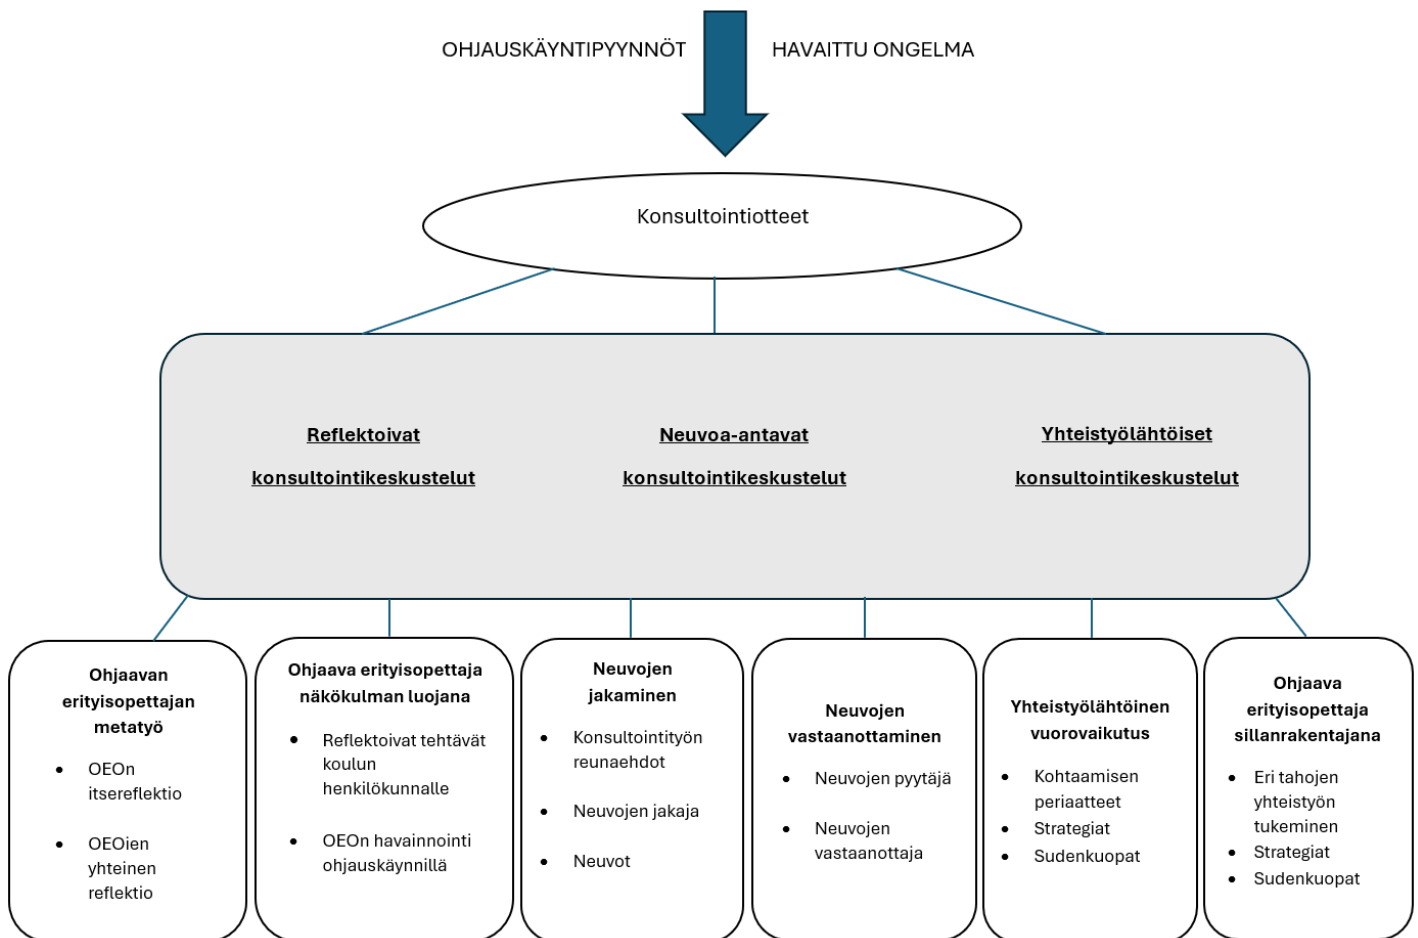 OHJAUSKÄYNTIPYYNNÖT
HAVAITTU ONGELMA
Konsultointiotteet
Reflektoivat
konsultointikeskustelut
Neuvoa-antavat
konsultointikeskustelut
Yhteistyölähtöiset
konsultointikeskustelut
Ohjaavan
erityisopettajan
metatyö
• OEOn
itsereflektio
• OEOien
yhteinen
reflektio
Ohjaava erityisopettaja
näkökulman luojana
• Reflektoivat tehtävät
koulun
henkilökunnalle
• OEOn havainnointi
ohjauskäynnillä
Neuvojen
jakaminen
• Konsultointityön
reunaehdot
• Neuvojen jakaja
• Neuvot
Neuvojen
vastaanottaminen
• Neuvojen pyytäjä
• Neuvojen
vastaanottaja
Yhteistyölähtöinen
vuorovaikutus
• Kohtaamisen
periaatteet
• Strategiat
• Sudenkuopat
Ohjaava
erityisopettaja
sillanrakentajana
• Eri tahojen
yhteistyön
tukeminen
• Strategiat
• Sudenkuopat